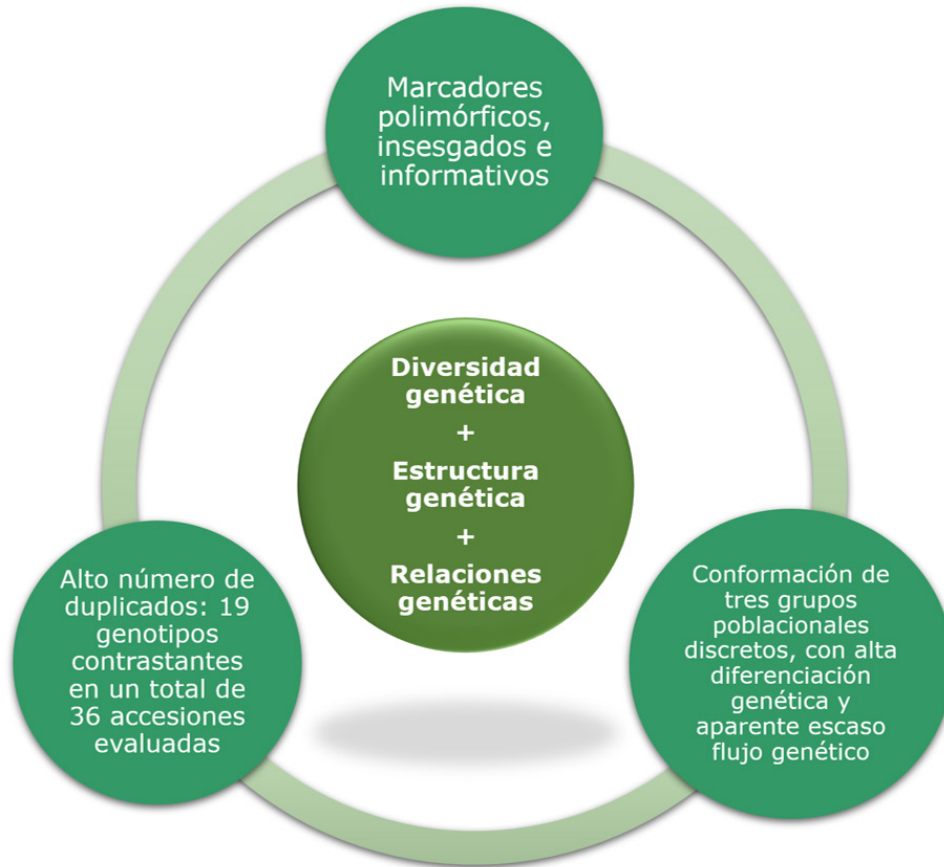 Marcadores
polimórficos,
insesgados e
informativos
Diversidad
genética
+
Estructura
genética
+
Relaciones
genéticas
Alto número de
duplicados: 19
genotipos
contrastantes
en un total de
36 accesiones
evaluadas
Conformación de
tres grupos
poblacionales
discretos, con alta
diferenciación
genética y
aparente escaso
flujo genético